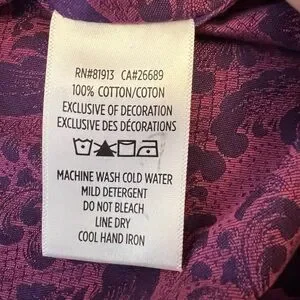 RN#81913 CA#26689
100% COTTON/COTON
EXCLUSIVE OF DECORATION
EXCLUSIVE DES DÉCORATIONS
MACHINE WASH COLD WATER
MILD DETERGENT
DO NOT BLEACH
LINE DRY
COOL HAND IRON